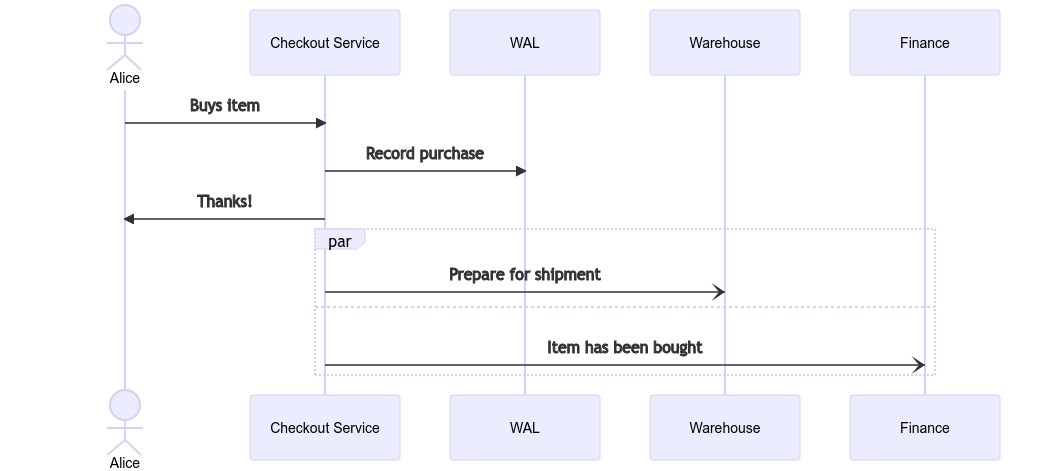 Checkout Service
WAL
Warehouse
Finance
Alice
Buys item
Record purchase
Thanks!
par
Prepare for shipment
Item has been bought
Checkout Service
WAL
Warehouse
Finance
Alice